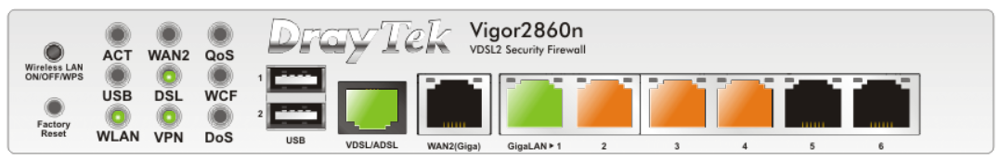 DrayTek
Vigor2860n
VDSL2 Security Firewall
Wireless LAN
ON/OFF/WPS
Factory
Reset
ACT WAN2 QoS
USB DSL WCF
WLAN VPN DoS
1
2
USB
VDSL/ADSL
WAN2(Giga)
GigaLAN ▶ 1 2 3 4 5 6